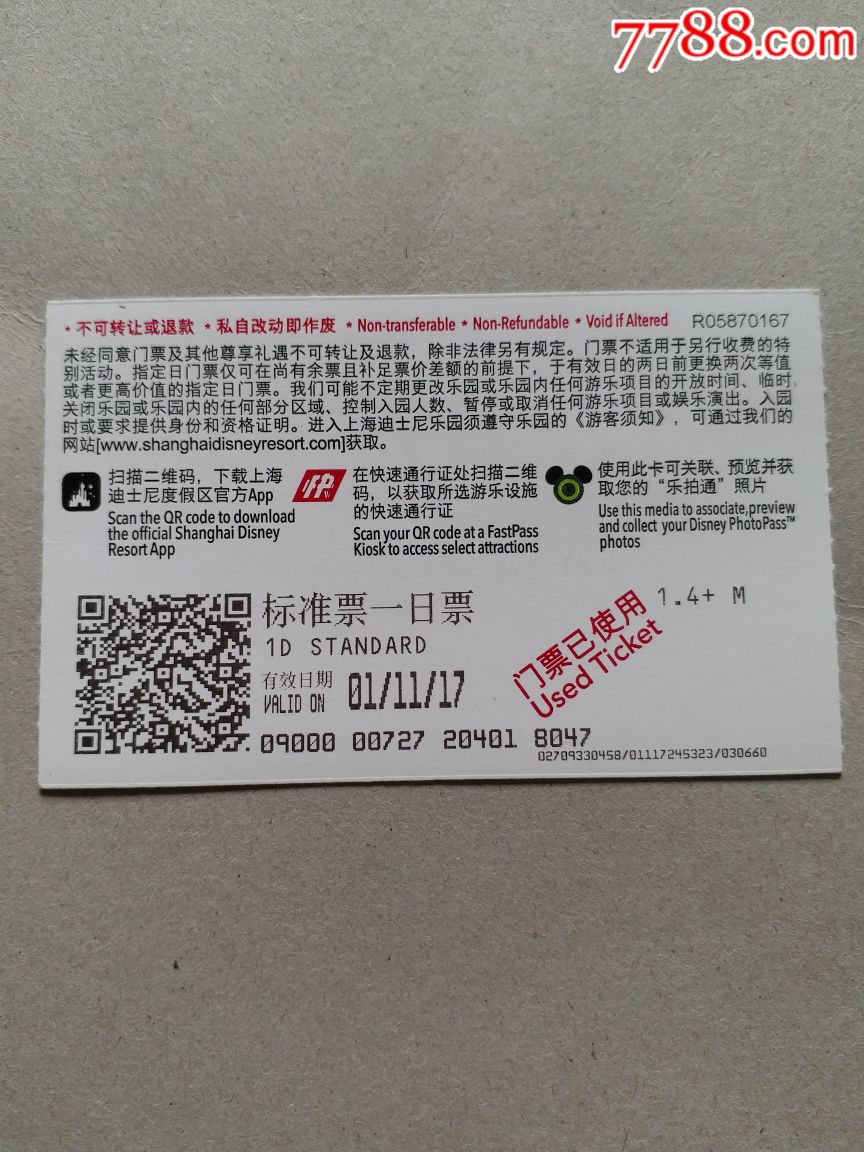 7788.com
* 不可转让或退款 * 私自改动即作废 * Non-transferable * Non-Refundable * Void if Altered R05870167
未经同意门票及其他尊享礼遇不可转让及退款，除非法律另有规定。门票不适用于另行收费的特
别活动。指定日门票仅可在尚有余票且补足票价差额的前提下，于有效日的两日前更换两次等值
或者更高价值的指定日门票。我们可能不定期更改乐园或乐园内任何游乐项目的开放时间、临时
关闭乐园或乐园内的任何部分区域、控制入园人数、暂停或取消任何游乐项目或娱乐演出。入园
时或要求提供身份和资格证明。进入上海迪士尼乐园须遵守乐园的《游客须知》，可通过我们的
网站[www.shanghaidisneyresort.com]获取。
扫描二维码，下载上海
迪士尼度假区官方App
Scan the QR code to download
the official Shanghai Disney
Resort App
FP
在快速通行证处扫描二维
码，以获取所选游乐设施
的快速通行证
Scan your QR code at a FastPass
Kiosk to access select attractions
使用此卡可关联、预览并获
取您的“乐拍通”照片
Use this media to associate,preview
and collect your Disney PhotoPass™
photos
标准票一日票
1D STANDARD
有效日期
VALID ON 01/11/17
09000 00727 20401 8047
02709330458/01117245323/030660
门票已使用
Used Ticket
1.4+ M